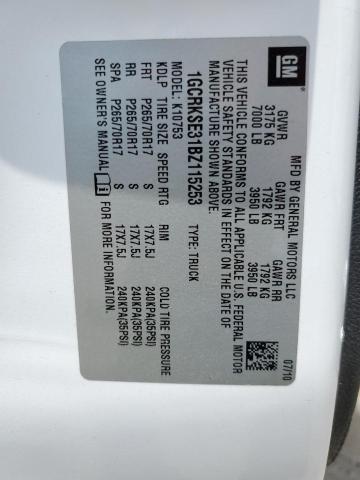 GM
MFD BY GENERAL MOTORS LLC
07/10
GVWR GAWR FRT GAWR RR
3175 KG 1792 KG 1792 KG
7000 LB 3950 LB 3950 LB
THIS VEHICLE CONFORMS TO ALL APPLICABLE U.S. FEDERAL MOTOR
VEHICLE SAFETY STANDARDS IN EFFECT ON THE DATE OF
MANUFACTURE SHOWN ABOVE.
1GCRKSE31BZ115253 TYPE: TRUCK
MODEL: K10753
KDLP TIRE SIZE SPEED RTG RIM COLD TIRE PRESSURE
FRT P265/70R17 S 17X7.5J 240KPA(35PSI)
RR P265/70R17 S 17X7.5J 240KPA(35PSI)
SPA P265/70R17 S 17X7.5J 240KPA(35PSI)
SEE OWNER'S MANUAL FOR MORE INFORMATION.